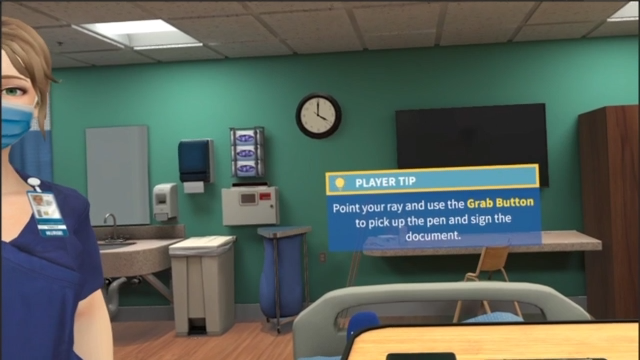 PLAYER TIP
Point your ray and use the Grab Button
to pick up the pen and sign the
document.